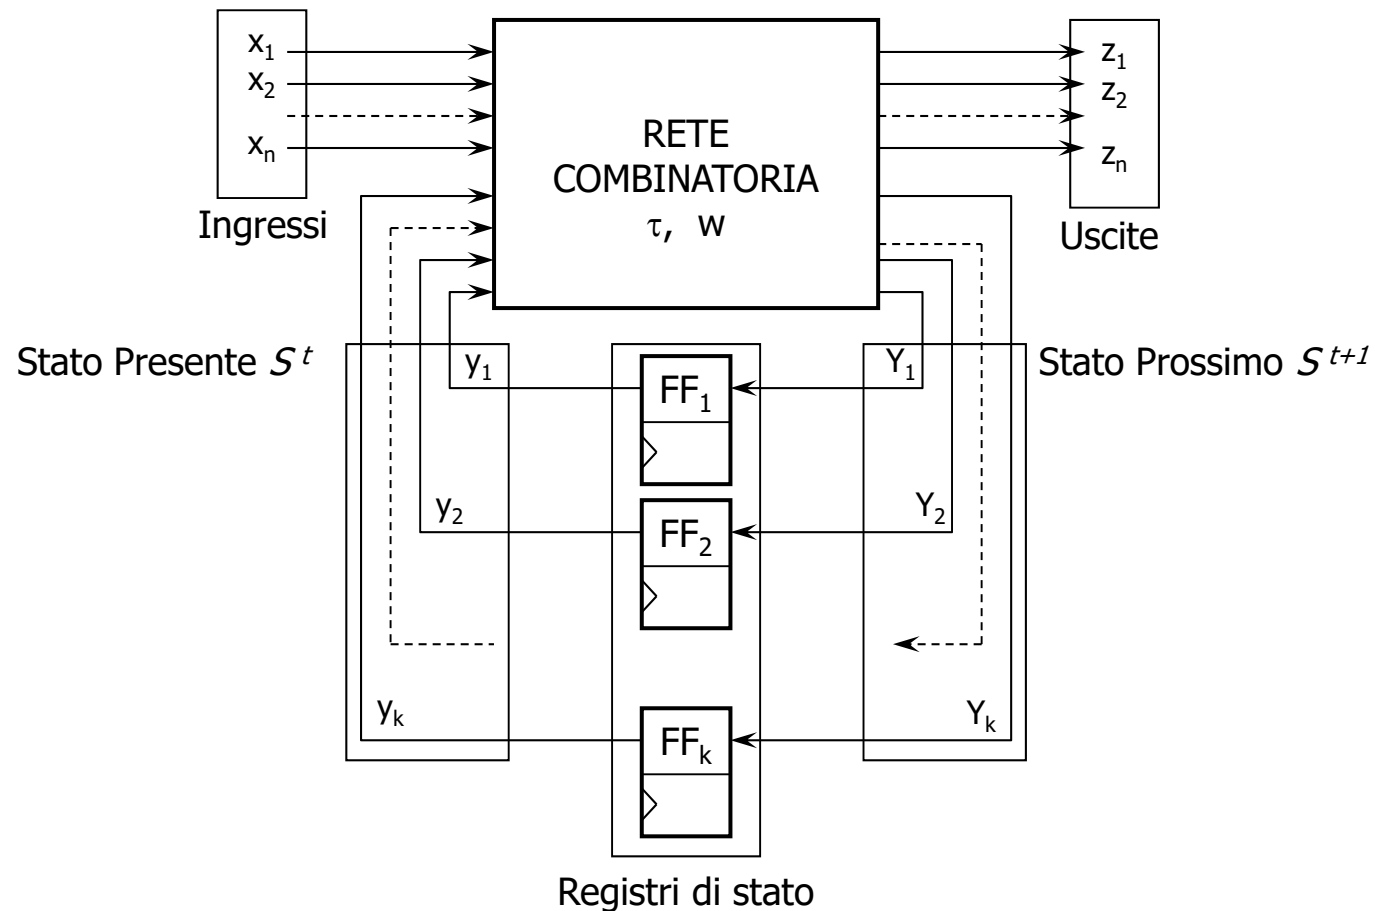 x₁
x₂
xₙ
Ingressi
RETE
COMBINATORIA
τ, w
z₁
z₂
zₙ
Uscite
Stato Presente S ᵗ
y₁
y₂
yₖ
FF₁
FF₂
FFₖ
Y₁
Y₂
Yₖ
Stato Prossimo S ᵗ⁺¹
Registri di stato